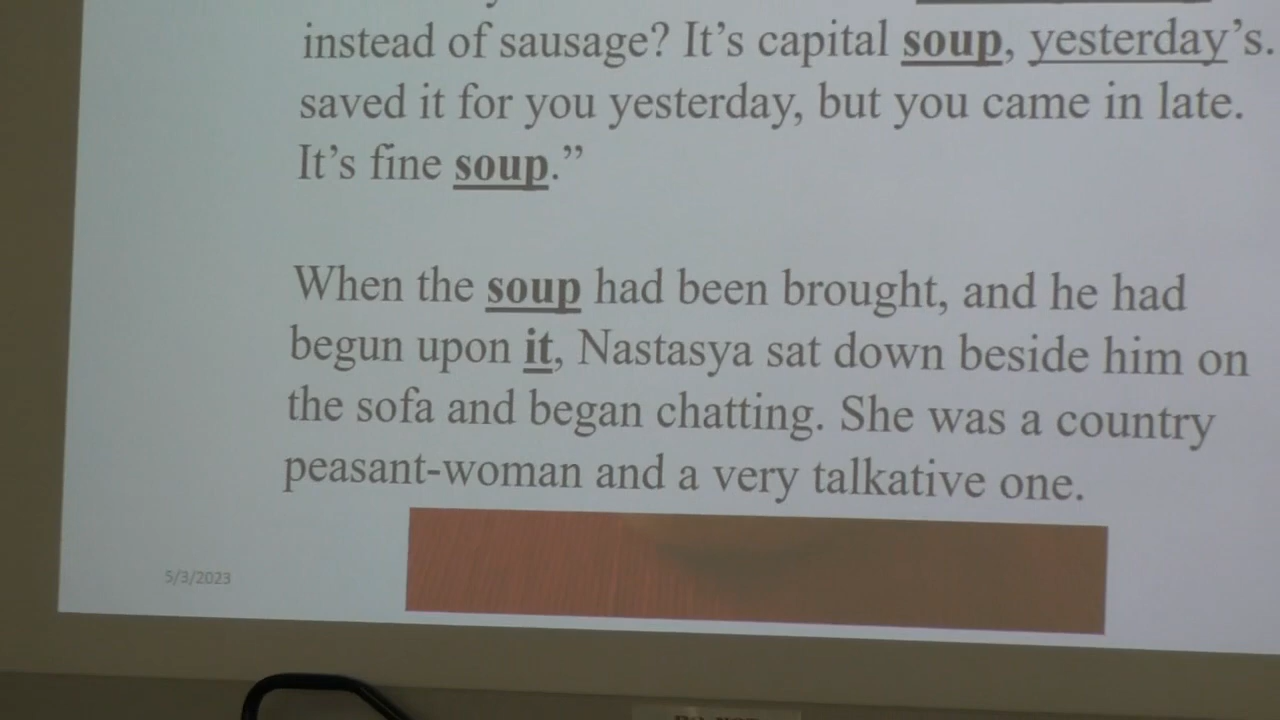 instead of sausage? It’s capital soup, yesterday’s.
saved it for you yesterday, but you came in late.
It’s fine soup.”
When the soup had been brought, and he had
begun upon it, Nastasya sat down beside him on
the sofa and began chatting. She was a country
peasant-woman and a very talkative one.
5/3/2023